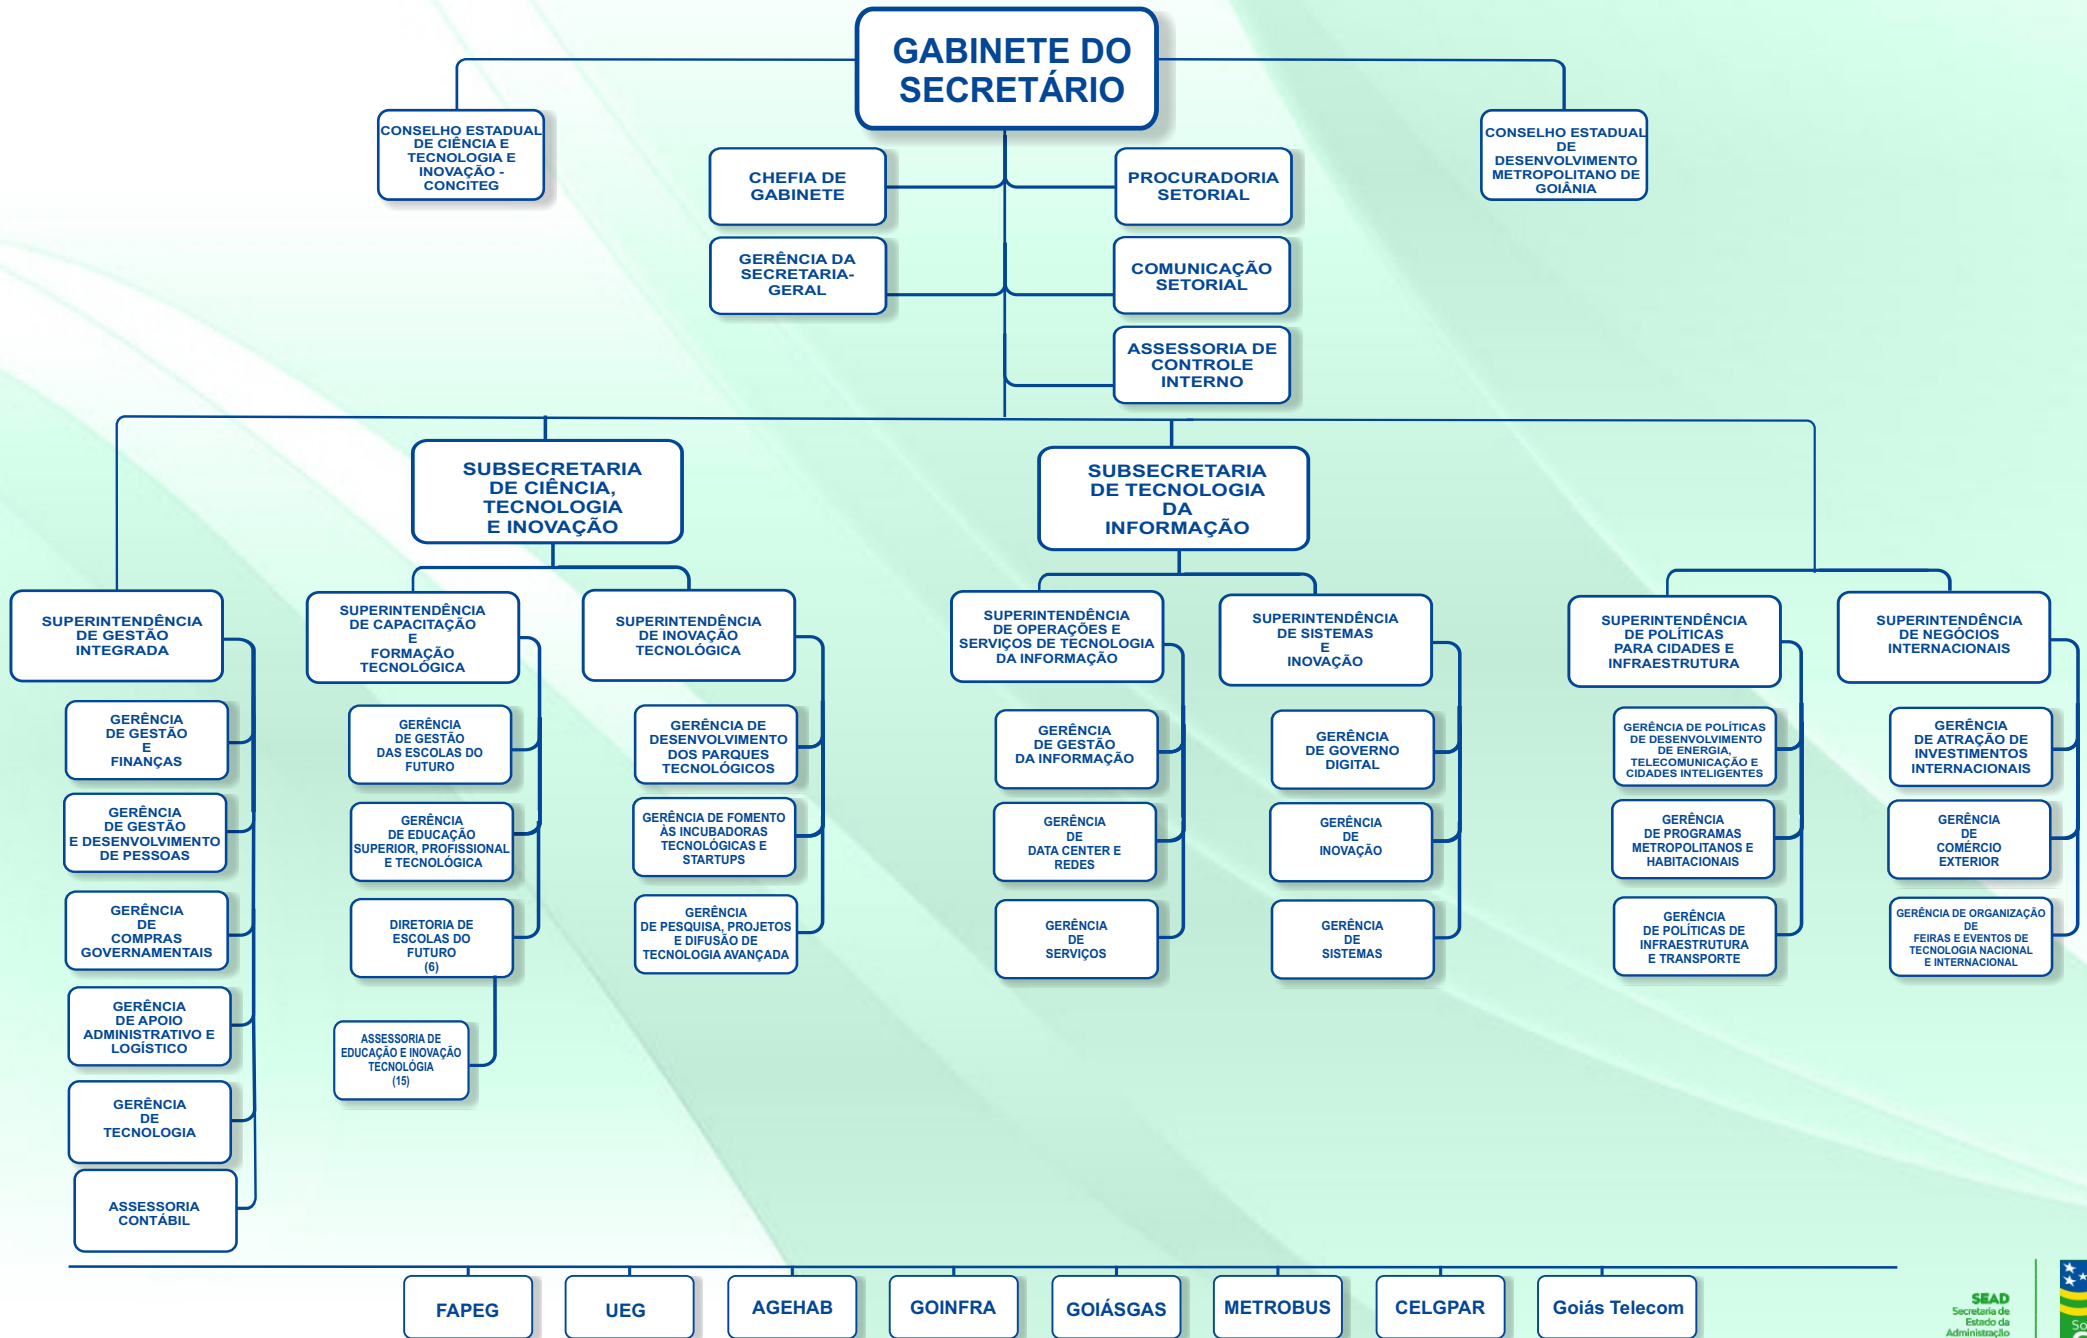 GABINETE DO
SECRETÁRIO
CONSELHO ESTADUAL
DE CIÊNCIA E
TECNOLOGIA E
INOVAÇÃO -
CONCITEG
CONSELHO ESTADUAL
DE
DESENVOLVIMENTO
METROPOLITANO DE
GOIÂNIA
CHEFIA DE
GABINETE
PROCURADORIA
SETORIAL
GERÊNCIA DA
SECRETARIA-
GERAL
COMUNICAÇÃO
SETORIAL
ASSESSORIA DE
CONTROLE
INTERNO
SUBSECRETARIA
DE CIÊNCIA,
TECNOLOGIA
E INOVAÇÃO
SUBSECRETARIA
DE TECNOLOGIA
DA
INFORMAÇÃO
SUPERINTENDÊNCIA
DE GESTÃO
INTEGRADA
GERÊNCIA
DE GESTÃO
E
FINANÇAS
GERÊNCIA
DE GESTÃO
E DESENVOLVIMENTO
DE PESSOAS
GERÊNCIA
DE
COMPRAS
GOVERNAMENTAIS
GERÊNCIA
DE APOIO
ADMINISTRATIVO E
LOGÍSTICO
GERÊNCIA
DE
TECNOLOGIA
ASSESSORIA
CONTÁBIL
SUPERINTENDÊNCIA
DE CAPACITAÇÃO
E
FORMAÇÃO
TECNOLÓGICA
GERÊNCIA
DE GESTÃO
DAS ESCOLAS DO
FUTURO
GERÊNCIA
DE EDUCAÇÃO
SUPERIOR, PROFISSIONAL
E TECNOLÓGICA
DIRETORIA DE
ESCOLAS DO
FUTURO
(6)
ASSESSORIA DE
EDUCAÇÃO E INOVAÇÃO
TECNOLÓGIA
(15)
SUPERINTENDÊNCIA
DE INOVAÇÃO
TECNOLÓGICA
GERÊNCIA DE
DESENVOLVIMENTO
DOS PARQUES
TECNOLÓGICOS
GERÊNCIA DE FOMENTO
ÀS INCUBADORAS
TECNOLÓGICAS E
STARTUPS
GERÊNCIA
DE PESQUISA, PROJETOS
E DIFUSÃO DE
TECNOLOGIA AVANÇADA
SUPERINTENDÊNCIA
DE OPERAÇÕES E
SERVIÇOS DE TECNOLOGIA
DA INFORMAÇÃO
GERÊNCIA
DE GESTÃO
DA INFORMAÇÃO
GERÊNCIA
DE
DATA CENTER E
REDES
GERÊNCIA
DE
SERVIÇOS
SUPERINTENDÊNCIA
DE SISTEMAS
E
INOVAÇÃO
GERÊNCIA
DE GOVERNO
DIGITAL
GERÊNCIA
DE
INOVAÇÃO
GERÊNCIA
DE
SISTEMAS
SUPERINTENDÊNCIA
DE POLÍTICAS
PARA CIDADES E
INFRAESTRUTURA
GERÊNCIA DE POLÍTICAS
DE DESENVOLVIMENTO
DE ENERGIA,
TELECOMUNICAÇÃO E
CIDADES INTELIGENTES
GERÊNCIA
DE PROGRAMAS
METROPOLITANOS E
HABITACIONAIS
GERÊNCIA
DE POLÍTICAS DE
INFRAESTRUTURA
E TRANSPORTE
SUPERINTENDÊNCIA
DE NEGÓCIOS
INTERNACIONAIS
GERÊNCIA
DE ATRAÇÃO DE
INVESTIMENTOS
INTERNACIONAIS
GERÊNCIA
DE
COMÉRCIO
EXTERIOR
GERÊNCIA DE ORGANIZAÇÃO
DE
FEIRAS E EVENTOS DE
TECNOLOGIA NACIONAL
E INTERNACIONAL
FAPEG
UEG
AGEHAB
GOINFRA
GOIÁSGAS
METROBUS
CELGPAR
Goiás Telecom
SEAD
Secretaria de
Estado da
Administração